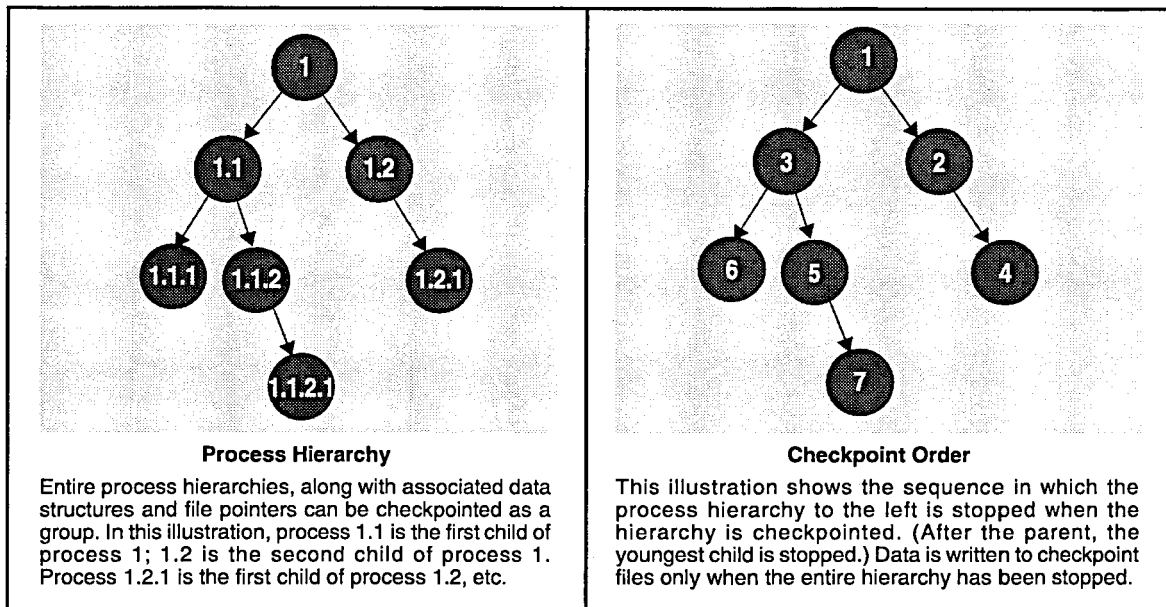 1
1.1
1.2
1.1.1
1.1.2
1.2.1
1.1.2.1
Process Hierarchy
Entire process hierarchies, along with associated data
structures and file pointers can be checkpointed as a
group. In this illustration, process 1.1 is the first child of
process 1; 1.2 is the second child of process 1.
Process 1.2.1 is the first child of process 1.2, etc.
1
3
2
6
5
4
7
Checkpoint Order
This illustration shows the sequence in which the
process hierarchy to the left is stopped when the
hierarchy is checkpointed. (After the parent, the
youngest child is stopped.) Data is written to checkpoint
files only when the entire hierarchy has been stopped.